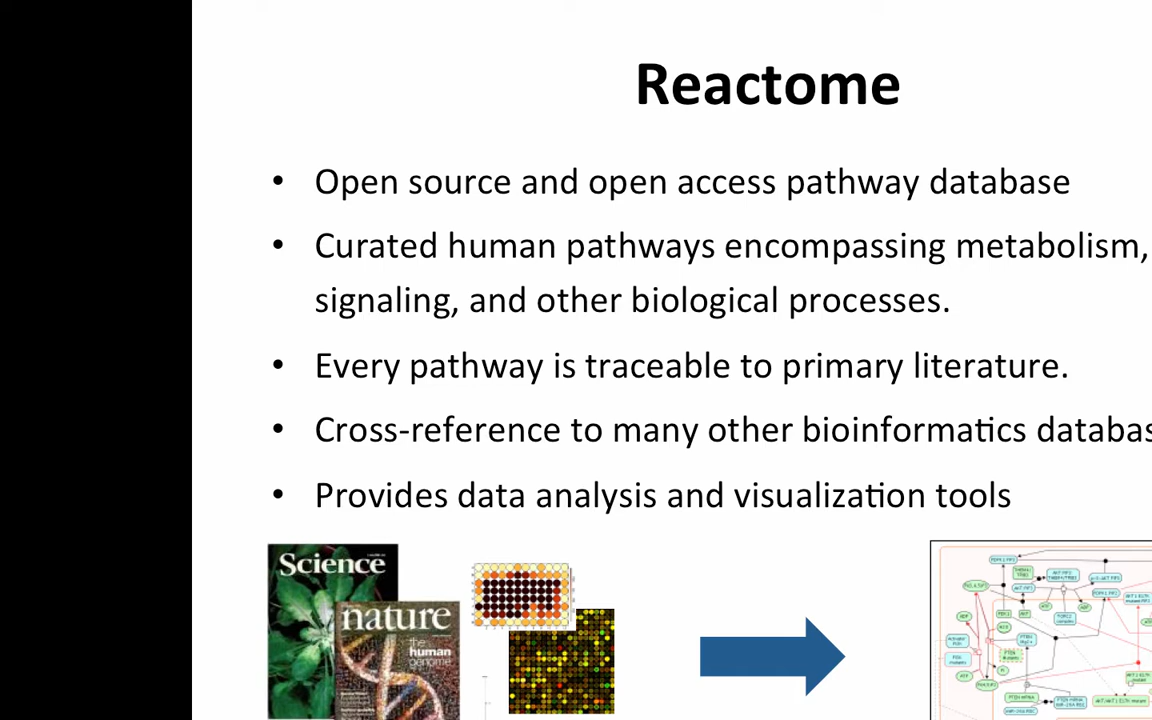 Reactome
• Open source and open access pathway database
• Curated human pathways encompassing metabolism,
signaling, and other biological processes.
• Every pathway is traceable to primary literature.
• Cross-reference to many other bioinformatics databas
• Provides data analysis and visualization tools
Science
nature
the
human
genome